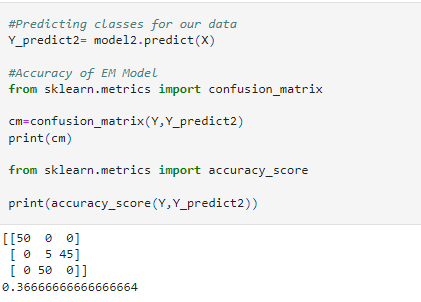 #Predicting classes for our data
Y_predict2= model2.predict(X)
#Accuracy of EM Model
from sklearn.metrics import confusion_matrix
cm=confusion_matrix(Y,Y_predict2)
print(cm)
from sklearn.metrics import accuracy_score
print(accuracy_score(Y,Y_predict2))
[[50  0  0]
 [ 0  5 45]
 [ 0 50  0]]
0.36666666666666664